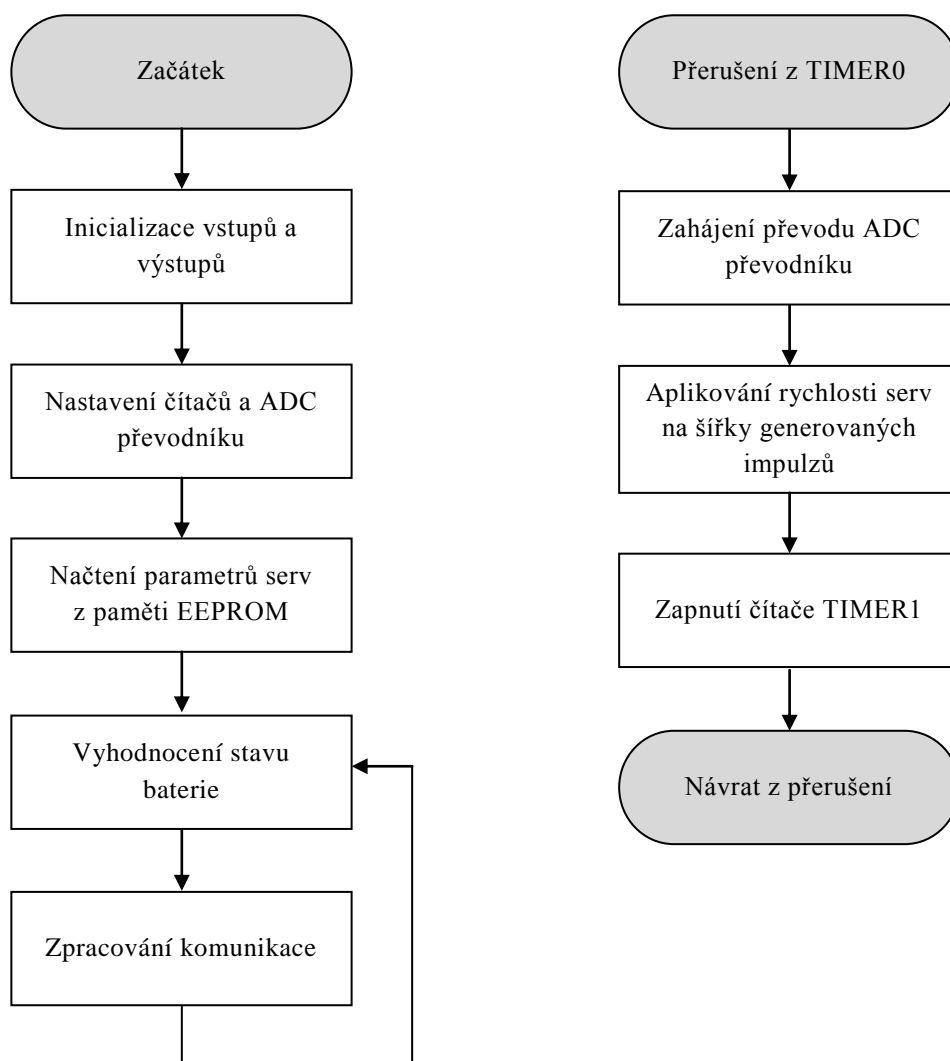 Začátek
Inicializace vstupů a
výstupů
Nastavení čítačů a ADC
převodníku
Načtení parametrů serv
z paměti EEPROM
Vyhodnocení stavu
baterie
Zpracování komunikace
Přerušení z TIMER0
Zahájení převodu ADC
převodníku
Aplikování rychlosti serv
na šířky generovaných
impulzů
Zapnutí čítače TIMER1
Návrat z přerušení